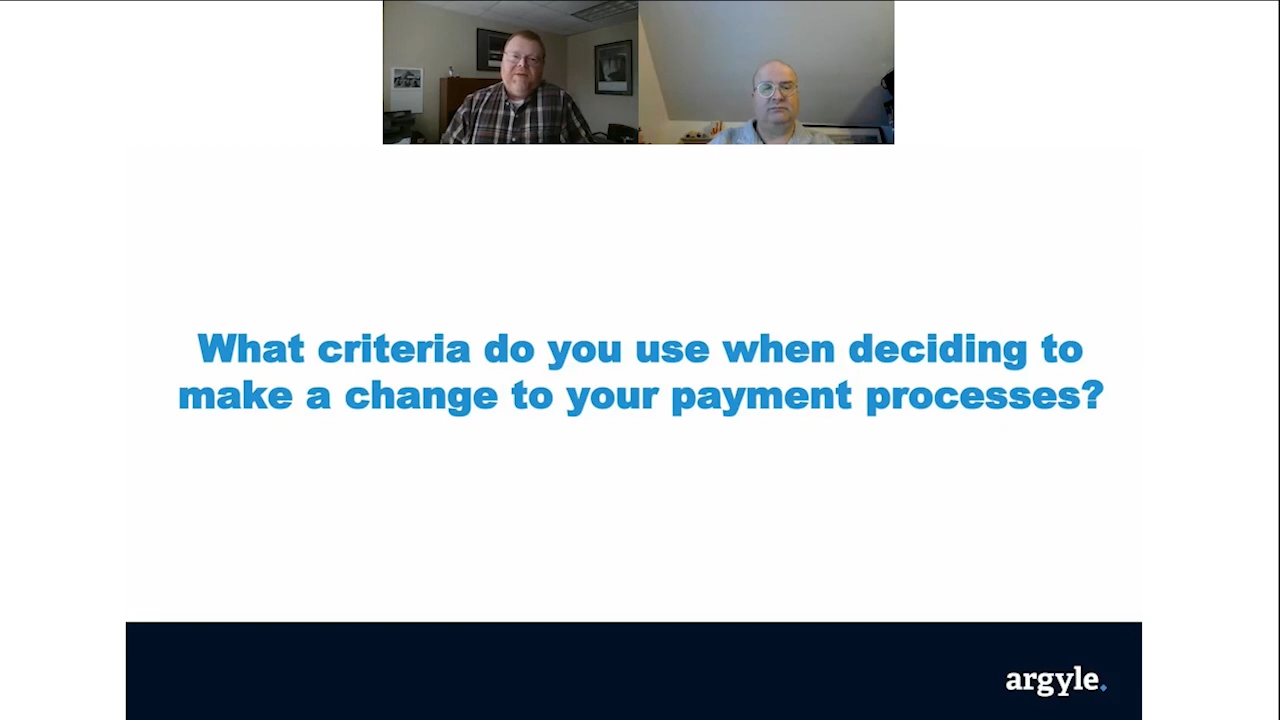 What criteria do you use when deciding to
make a change to your payment processes?
argyle.